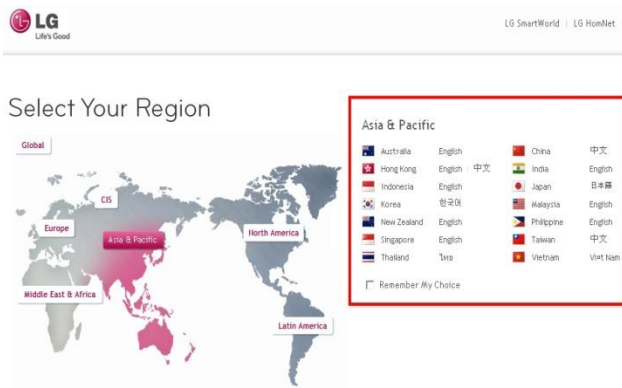 LG
Life's Good
LG SmartWorld | LG HomNet
Select Your Region
Global
CIS
Europe
Asia & Pacific
North America
Middle East & Africa
Latin America
Asia & Pacific
Australia English
China 中文
Hong Kong English | 中文
India English
Indonesia English
Japan 日本語
Korea 한국어
Malaysia English
New Zealand English
Philippine English
Singapore English
Taiwan 中文
Thailand ไทย
Vietnam Việt Nam
Remember My Choice